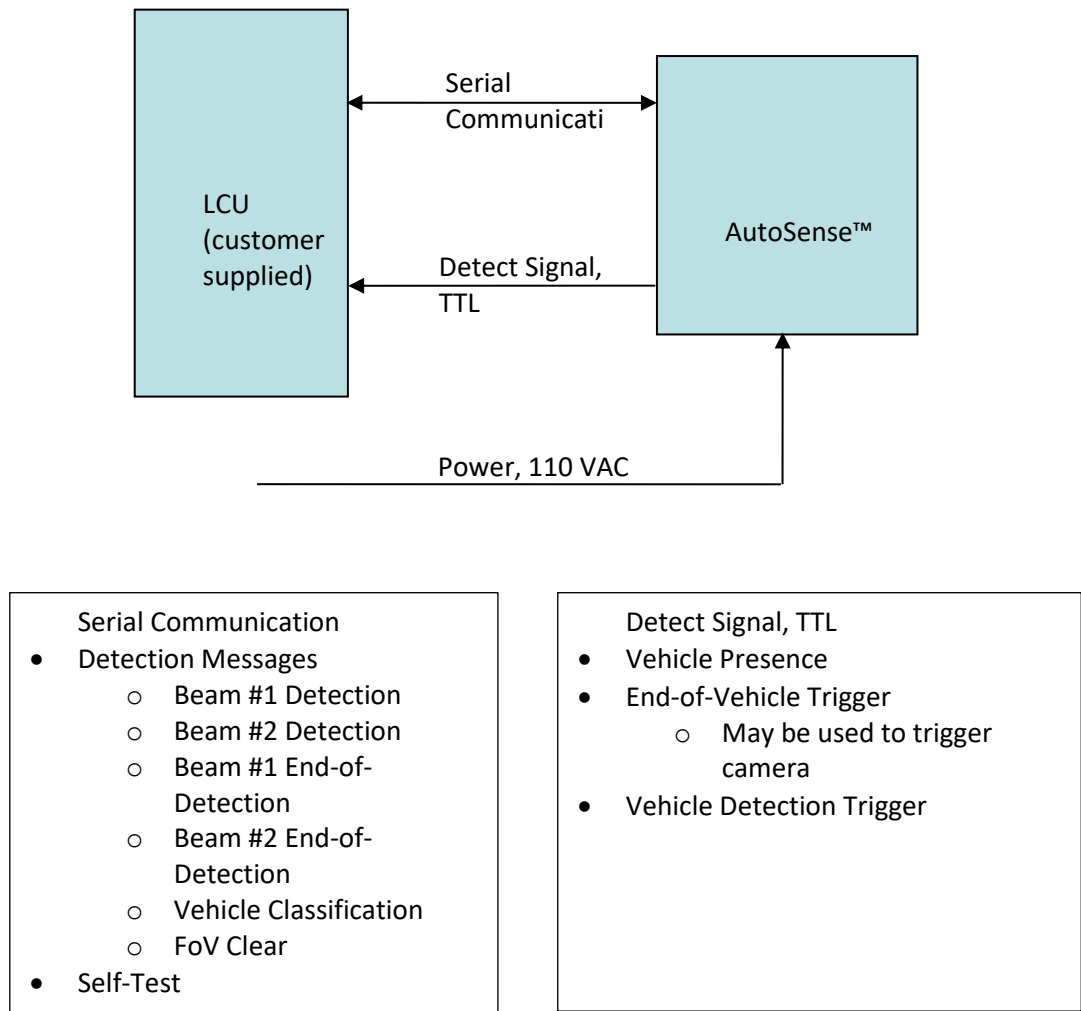 Serial
Communicati
LCU
(customer
supplied)
AutoSense™
Detect Signal,
TTL
Power, 110 VAC
Serial Communication
• Detection Messages
o Beam #1 Detection
o Beam #2 Detection
o Beam #1 End-of-
Detection
o Beam #2 End-of-
Detection
o Vehicle Classification
o FoV Clear
• Self-Test
Detect Signal, TTL
• Vehicle Presence
• End-of-Vehicle Trigger
o May be used to trigger
camera
• Vehicle Detection Trigger